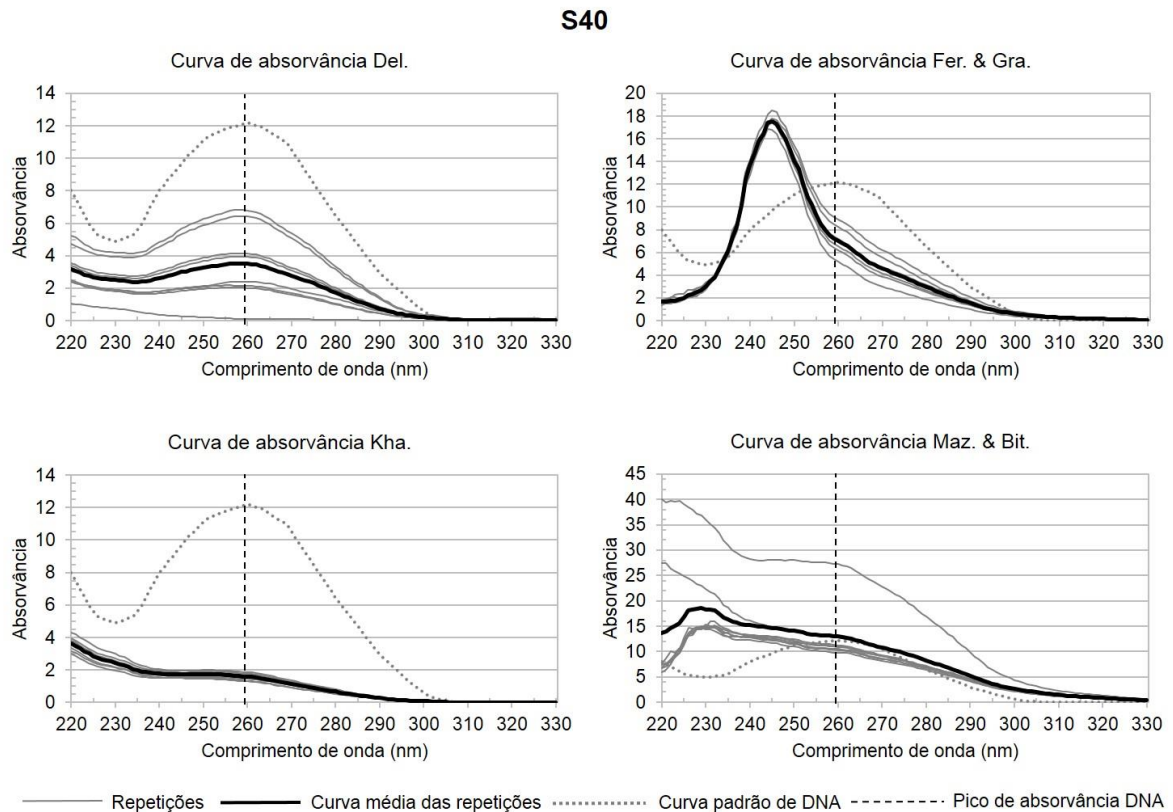 S40
Curva de absorvância Del.
14
12
10
8
6
4
2
0
Absorvância
220 230 240 250 260 270 280 290 300 310 320 330
Comprimento de onda (nm)
Curva de absorvância Fer. & Gra.
20
18
16
14
12
10
8
6
4
2
0
Absorvância
220 230 240 250 260 270 280 290 300 310 320 330
Comprimento de onda (nm)
Curva de absorvância Kha.
14
12
10
8
6
4
2
0
Absorvância
220 230 240 250 260 270 280 290 300 310 320 330
Comprimento de onda (nm)
Curva de absorvância Maz. & Bit.
45
40
35
30
25
20
15
10
5
0
Absorvância
220 230 240 250 260 270 280 290 300 310 320 330
Comprimento de onda (nm)
Repetições Curva média das repetições Curva padrão de DNA Pico de absorvância DNA